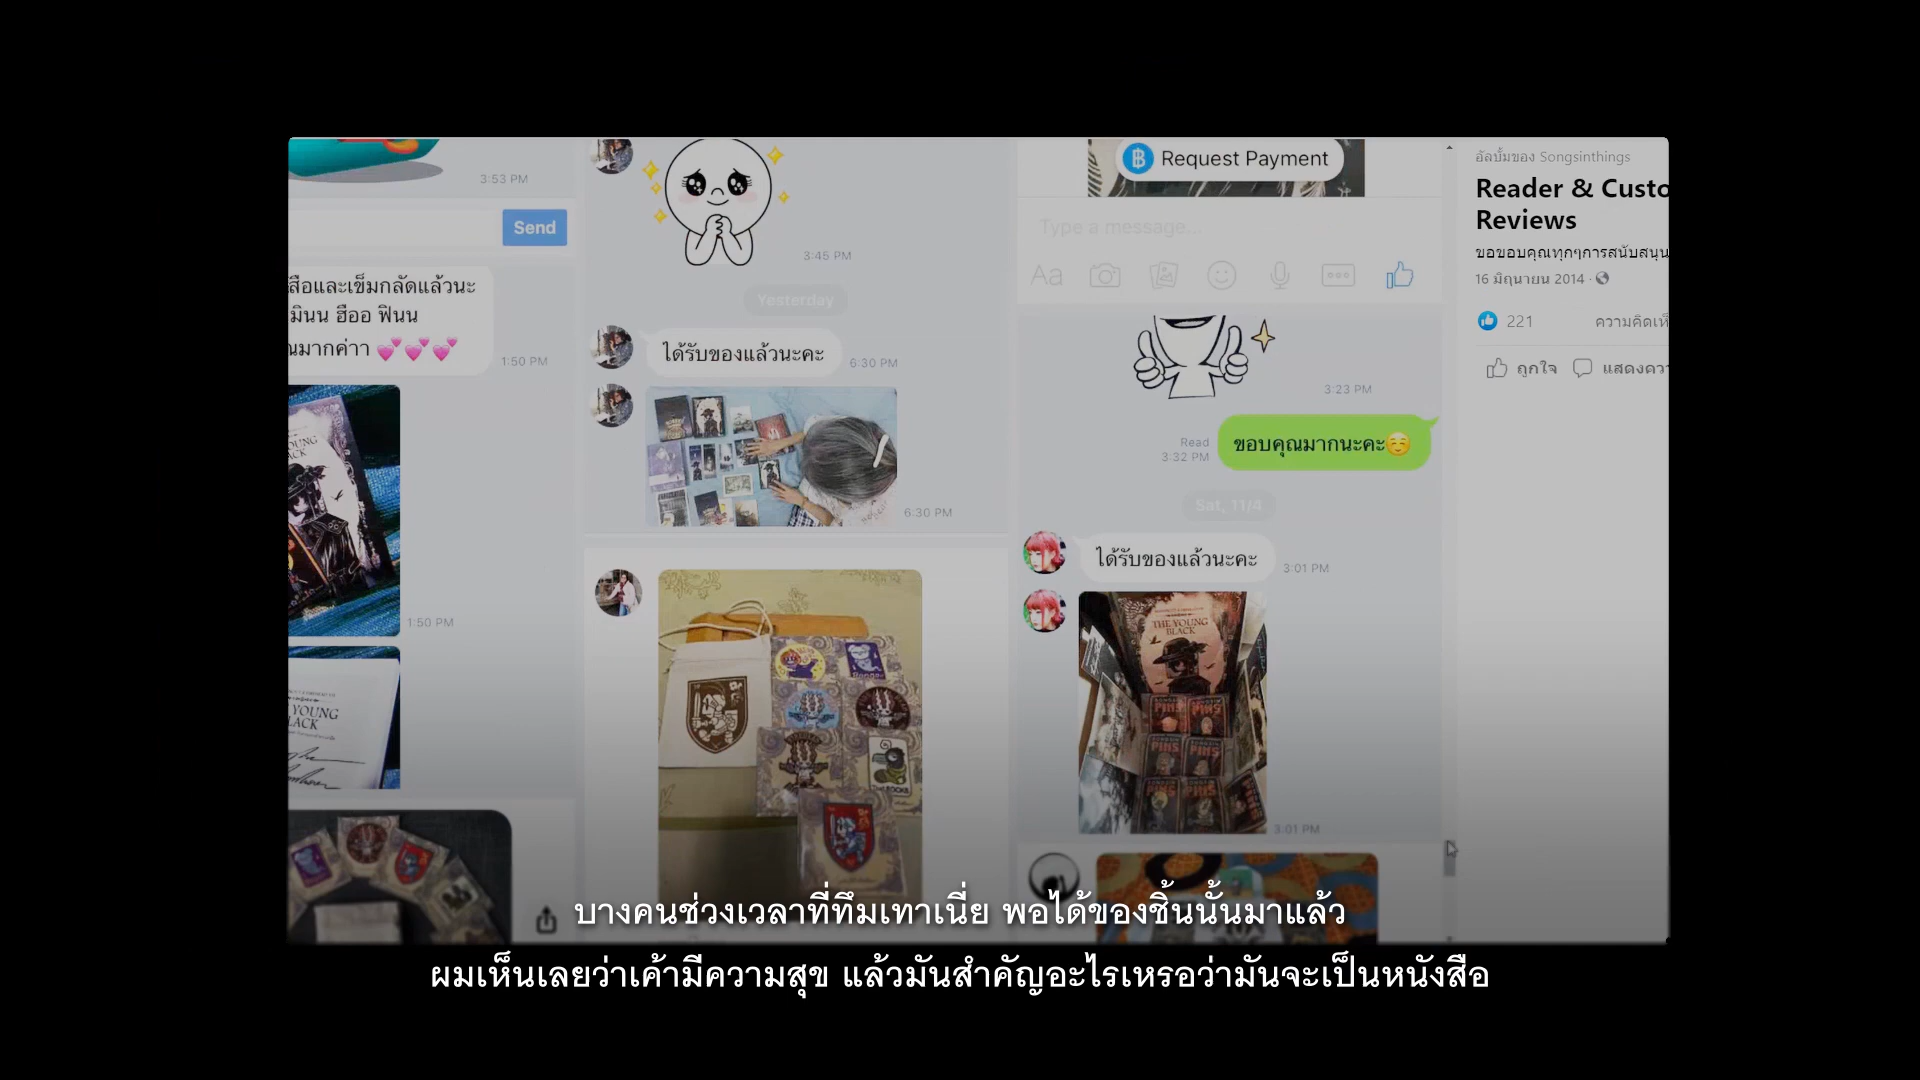 3:53 PM
Send
สือและเข็มกลัดแล้วนะ
มินน ฮืออ ฟินน
มากค่าา 💕💕💕
1:50 PM
YOUNG
1:50 PM
YOUNG
3:45 PM
Yesterday
ได้รับของแล้วนะคะ
6:30 PM
6:30 PM
Request Payment
Type a message...
Aa
3:23 PM
ขอบคุณมากนะคะ☺️
Read
3:32 PM
Sat, 11/4
ได้รับของแล้วนะคะ
3:01 PM
THE YOUNG
BLACK
PINS
PINS
PINS
PINS
PINS
PINS
3:01 PM
อัลบั้มของ Songsinthings
Reader & Custo
Reviews
ขอขอบคุณทุกๆการสนับสนุน
16 มิถุนายน 2014 ·
221
ความคิดเห็
ถูกใจ
แสดงควา
บางคนช่วงเวลาที่ทึมเทาเนี่ย พอได้ของชิ้นนั้นมาแล้ว
ผมเห็นเลยว่าเค้ามีความสุข แล้วมันสำคัญอะไรเหรอว่ามันจะเป็นหนังสือ